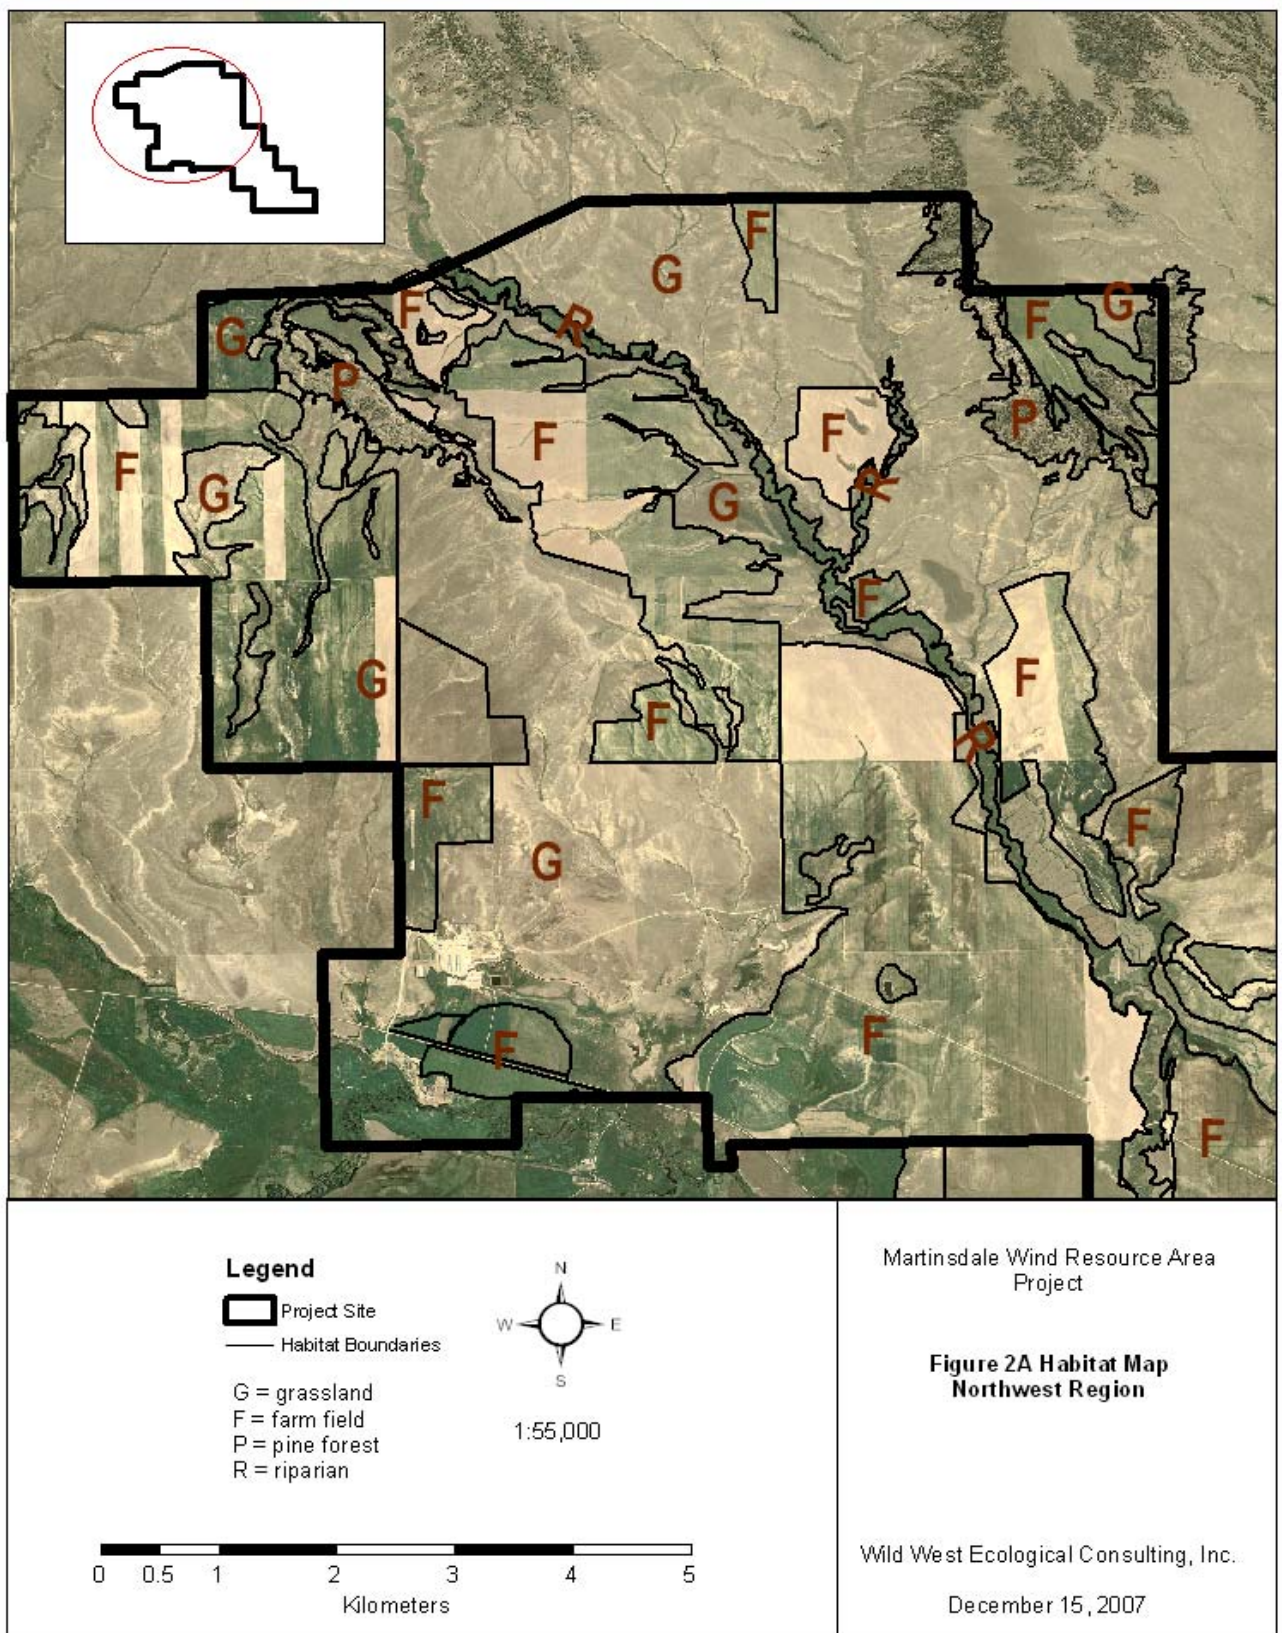 F
G
G
F
R
F
G
P
P
F
F
F
G
G
R
F
G
F
F
R
F
F
G
F
F
F
Legend
Project Site
Habitat Boundaries
G = grassland
F = farm field
P = pine forest
R = riparian
N
W
E
S
1:55,000
0 0.5 1 2 3 4 5
Kilometers
Martinsdale Wind Resource Area
Project
Figure 2A Habitat Map
Northwest Region
Wild West Ecological Consulting, Inc.
December 15, 2007